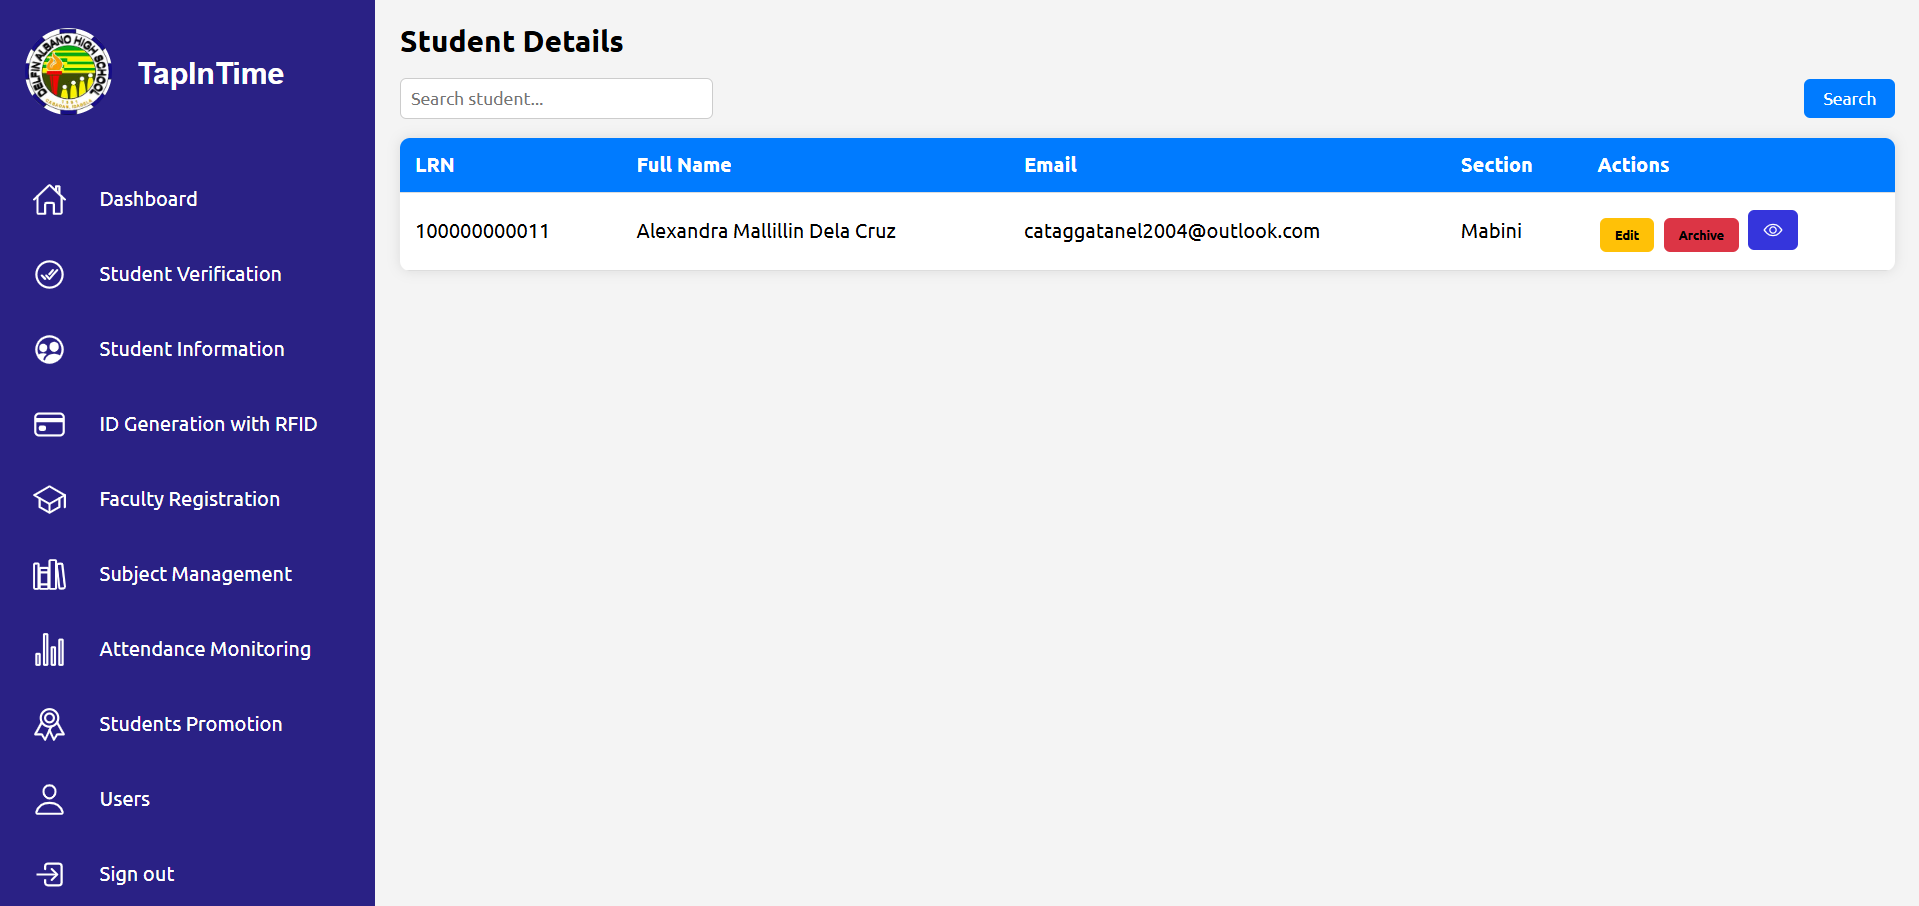 DELFIN ALBANO HIGH SCHOOL
TapInTime
Dashboard
Student Verification
Student Information
ID Generation with RFID
Faculty Registration
Subject Management
Attendance Monitoring
Students Promotion
Users
Sign out
Student Details
Search student...
Search
LRN Full Name Email Section Actions
100000000011 Alexandra Mallillin Dela Cruz cataggatanel2004@outlook.com Mabini Edit Archive